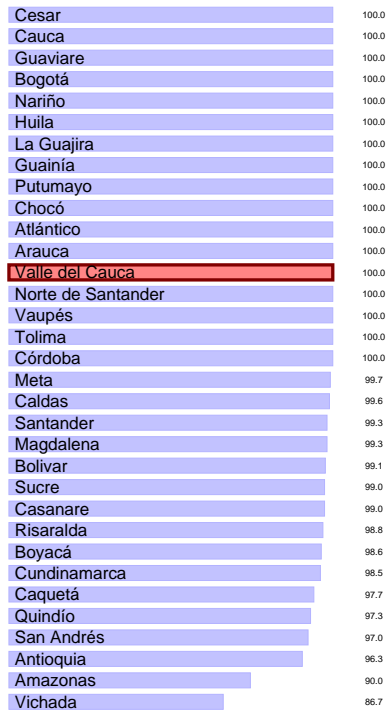 Cesar 100.0
Cauca 100.0
Guaviare 100.0
Bogotá 100.0
Nariño 100.0
Huila 100.0
La Guajira 100.0
Guainía 100.0
Putumayo 100.0
Chocó 100.0
Atlántico 100.0
Arauca 100.0
Valle del Cauca 100.0
Norte de Santander 100.0
Vaupés 100.0
Tolima 100.0
Córdoba 100.0
Meta 99.7
Caldas 99.6
Santander 99.3
Magdalena 99.3
Bolivar 99.1
Sucre 99.0
Casanare 99.0
Risaralda 98.8
Boyacá 98.6
Cundinamarca 98.5
Caquetá 97.7
Quindío 97.3
San Andrés 97.0
Antioquia 96.3
Amazonas 90.0
Vichada 86.7